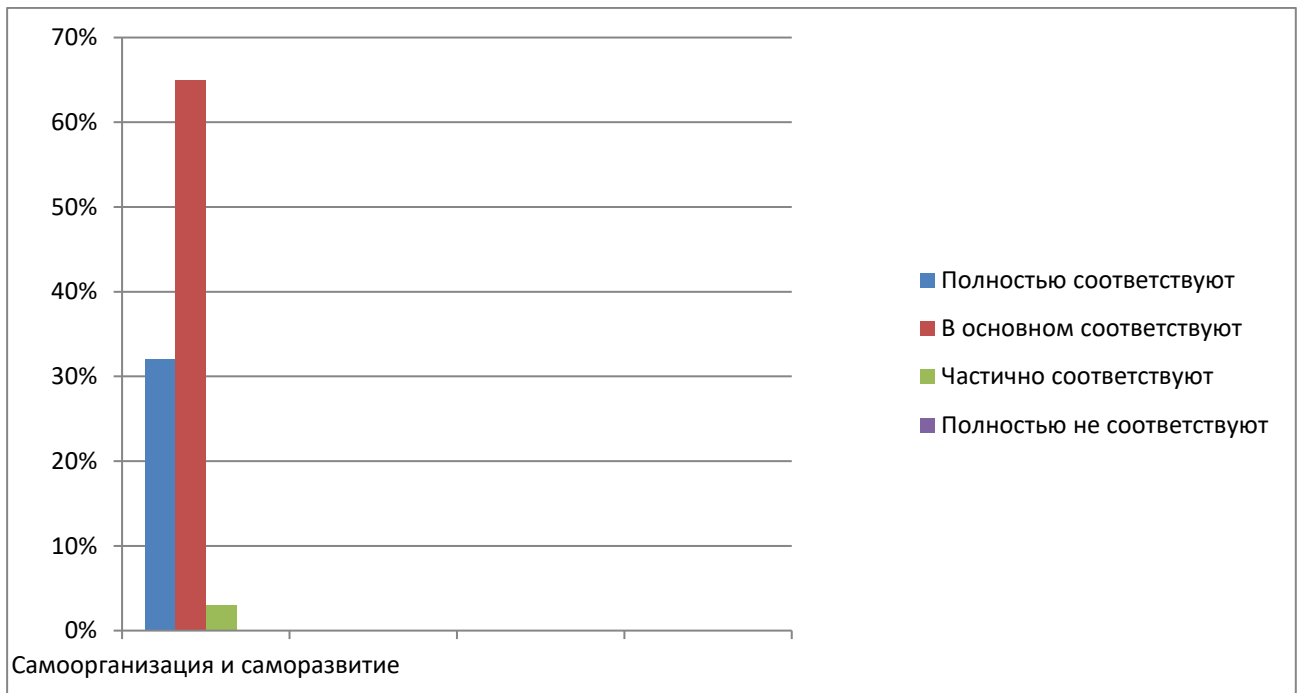 70%
60%
50%
40%
30%
20%
10%
0%
Самоорганизация и саморазвитие
Полностью соответствуют
В основном соответствуют
Частично соответствуют
Полностью не соответствуют